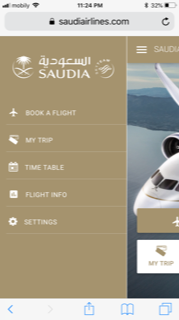 mobily 11:24 PM 32%
saudiairlines.com
السعودية
SAUDIA
SAUDIA
BOOK A FLIGHT
MY TRIP
TIME TABLE
FLIGHT INFO
SETTINGS
MY TRIP